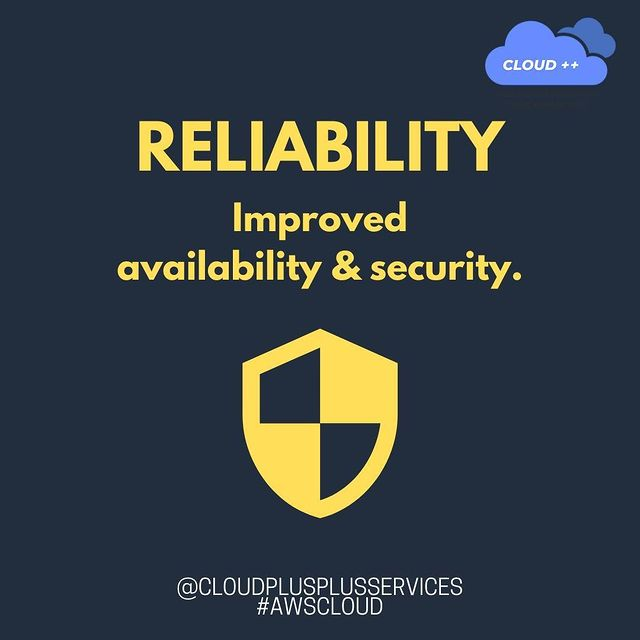 CLOUD ++
RELIABILITY
Improved
availability & security.
@CLOUDPLUSPLUSSERVICES
#AWSCLOUD